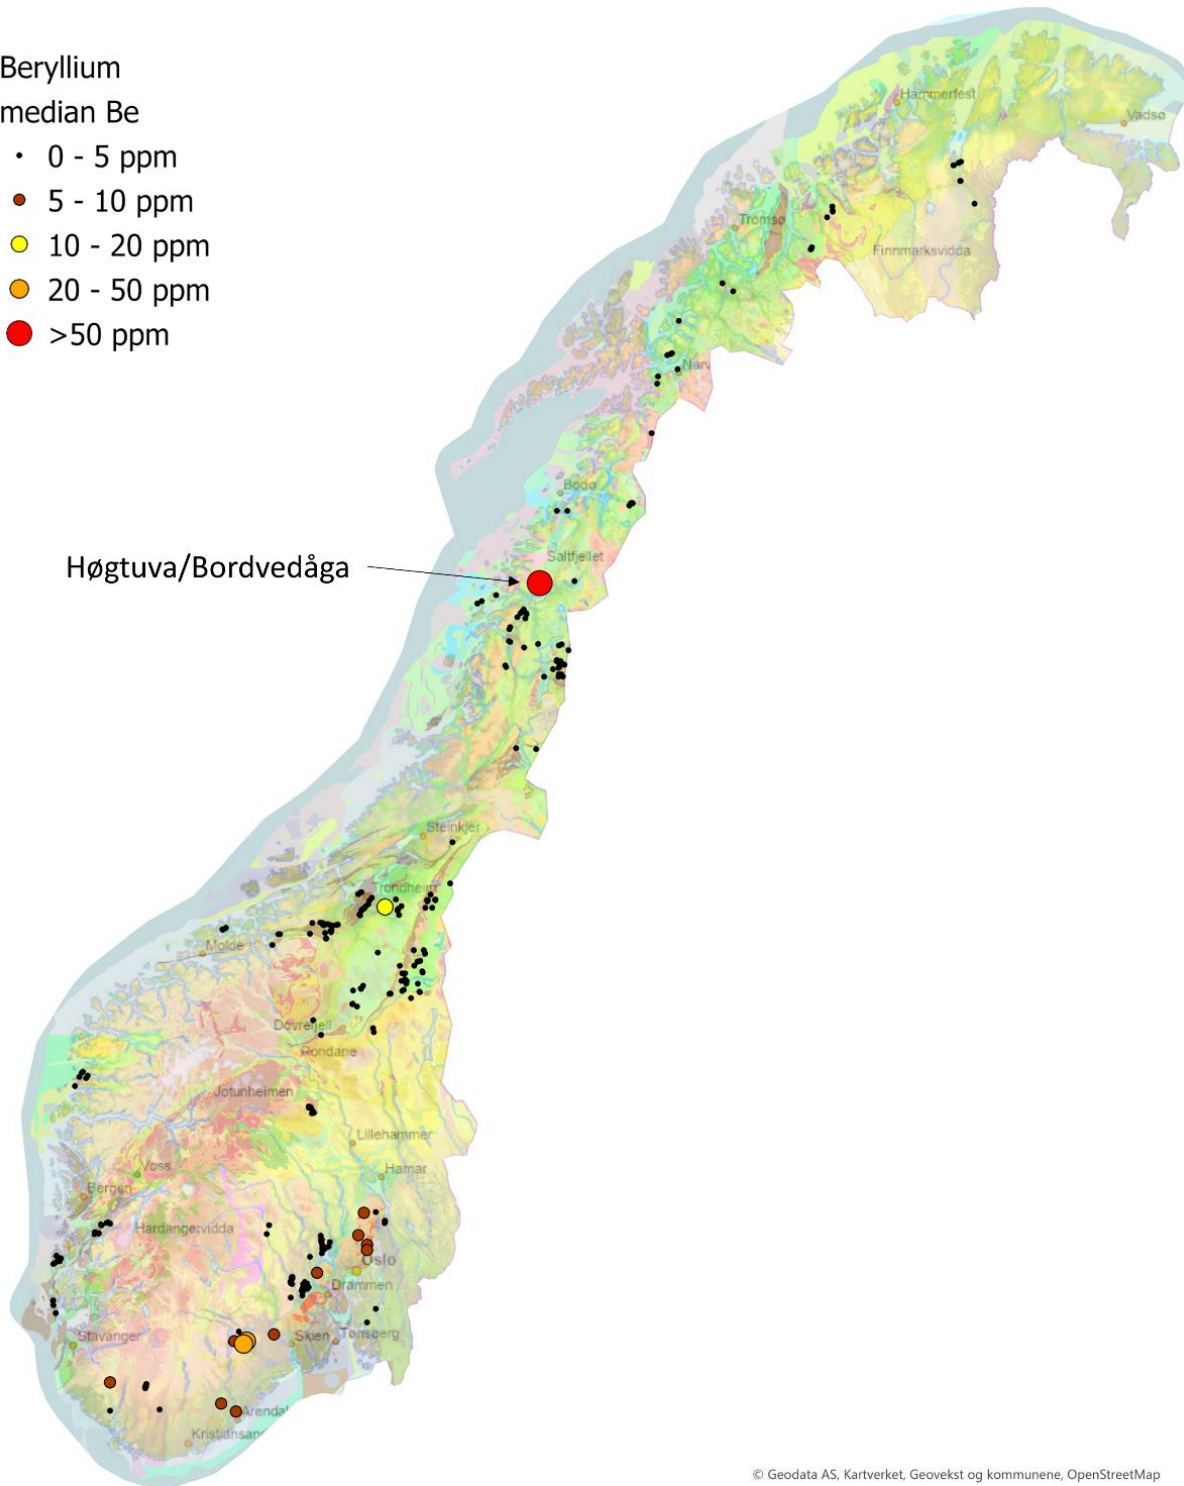 Beryllium
median Be
0 - 5 ppm
5 - 10 ppm
10 - 20 ppm
20 - 50 ppm
>50 ppm
Hammerfest
Vadsø
Tromsø
Finnmarksvidda
Narv
Bodø
Saltfjellet
Høgtuva/Bordvedåga
Steinkjer
Trondheim
Molde
Dovrefjell
Rondane
Jotunheimen
Lillehammer
Voss
Hamar
Bergen
Hardangervidda
Oslo
Drammen
Stavanger
Skien
Tønsberg
Arendal
Kristiansan
© Geodata AS, Kartverket, Geovekst og kommunene, OpenStreetMap